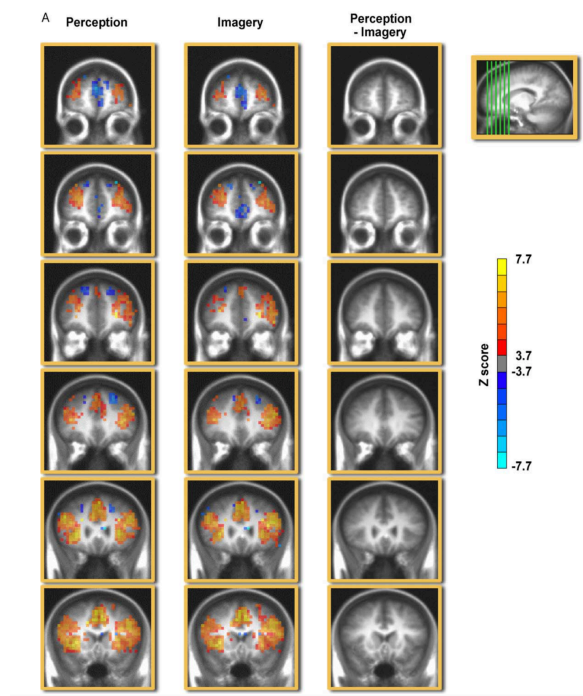 A
Perception
Imagery
Perception
- Imagery
7.7
3.7
-3.7
-7.7
Z score